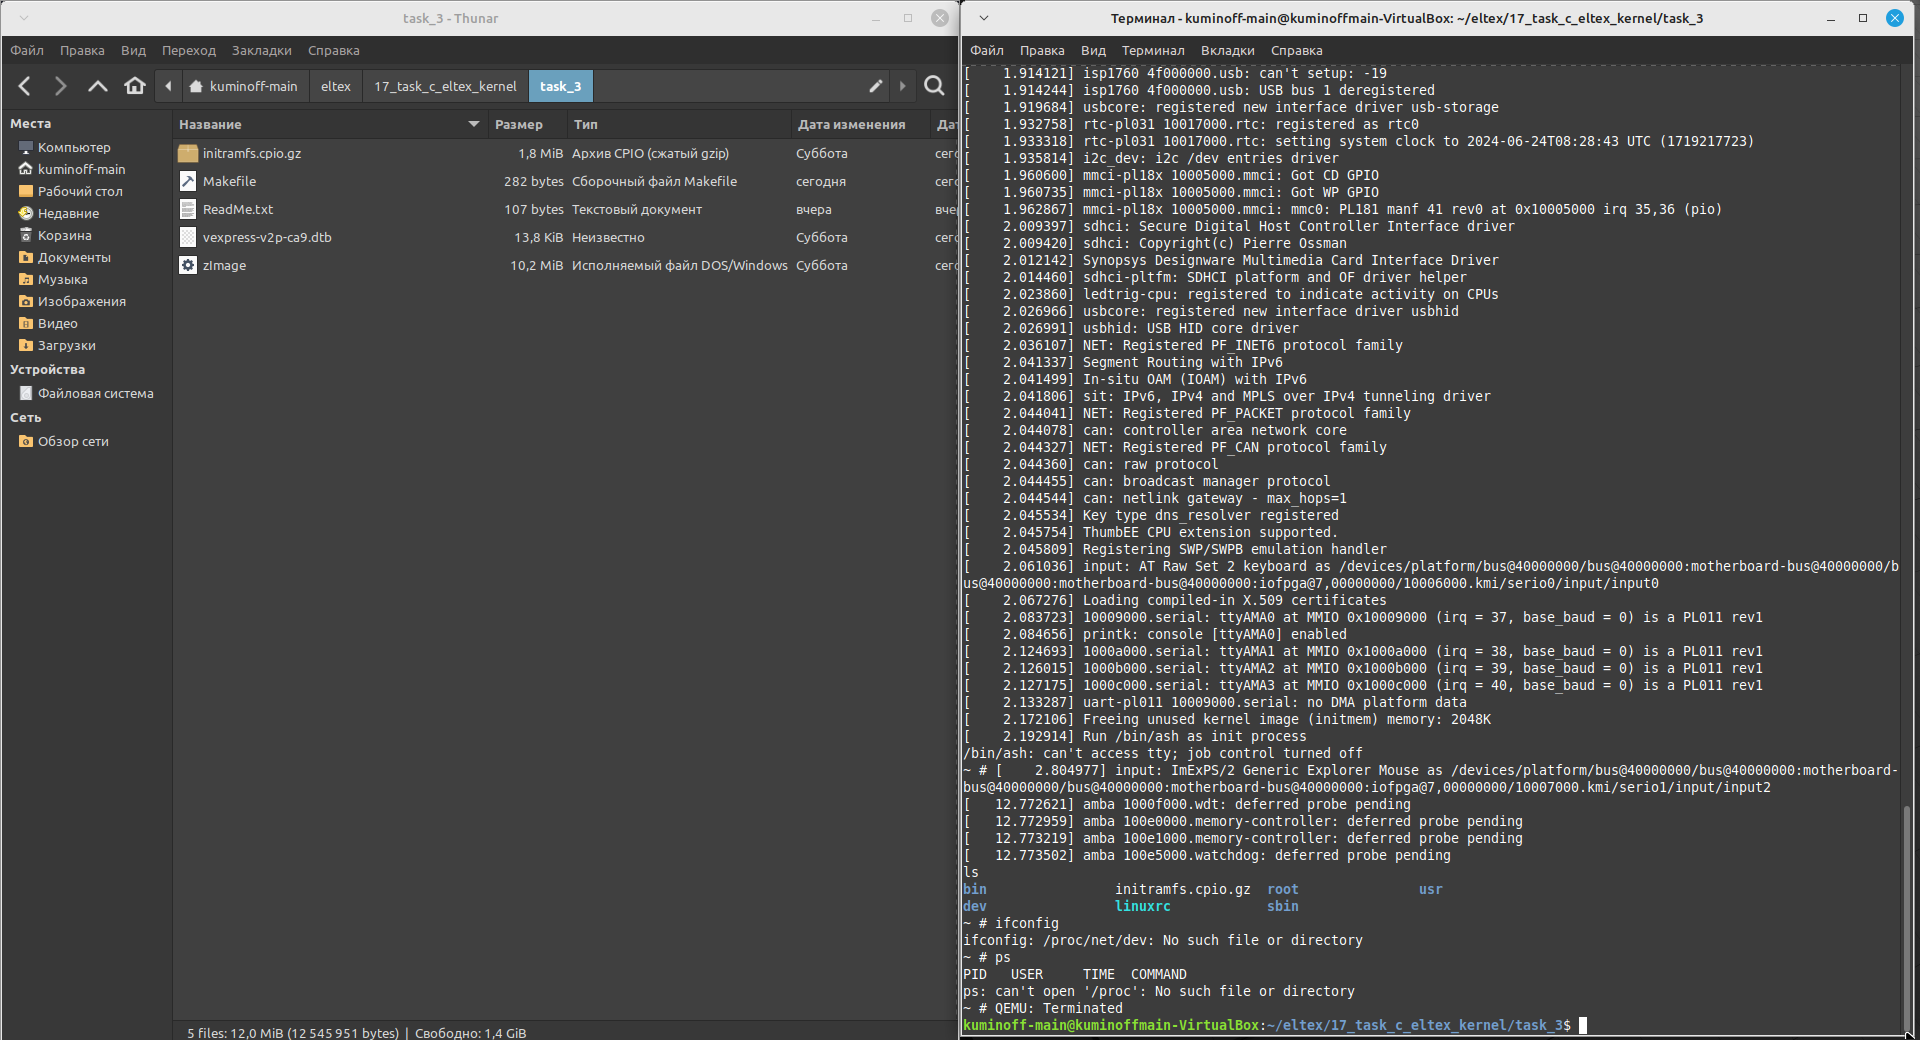 task_3 - Thunar
Файл Правка Вид Переход Закладки Справка
kuminoff-main eltex 17_task_c_eltex_kernel task_3
Места
Компьютер
kuminoff-main
Рабочий стол
Недавние
Корзина
Документы
Музыка
Изображения
Видео
Загрузки
Устройства
Файловая система
Сеть
Обзор сети
Название Размер Тип Дата изменения Дат
initramfs.cpio.gz 1,8 MiB Архив CPIO (сжатый gzip) Суббота сего
Makefile 282 bytes Сборочный файл Makefile сегодня
ReadMe.txt 107 bytes Текстовый документ вчера вче
vexpress-v2p-ca9.dtb 13,8 KiB Неизвестно Суббота сего
zImage 10,2 MiB Исполняемый файл DOS/Windows Суббота сего
5 files: 12,0 MiB (12 545 951 bytes) | Свободно: 1,4 GiB
Терминал - kuminoff-main@kuminoffmain-VirtualBox: ~/eltex/17_task_c_eltex_kernel/task_3
Файл Правка Вид Терминал Вкладки Справка
[    1.914121] isp1760 4f000000.usb: can't setup: -19
[    1.914244] isp1760 4f000000.usb: USB bus 1 deregistered
[    1.919684] usbcore: registered new interface driver usb-storage
[    1.932758] rtc-pl031 10017000.rtc: registered as rtc0
[    1.933318] rtc-pl031 10017000.rtc: setting system clock to 2024-06-24T08:28:43 UTC (1719217723)
[    1.935814] i2c_dev: i2c /dev entries driver
[    1.960600] mmci-pl18x 10005000.mmci: Got CD GPIO
[    1.960735] mmci-pl18x 10005000.mmci: Got WP GPIO
[    1.962867] mmci-pl18x 10005000.mmci: mmc0: PL181 manf 41 rev0 at 0x10005000 irq 35,36 (pio)
[    2.009397] sdhci: Secure Digital Host Controller Interface driver
[    2.009420] sdhci: Copyright(c) Pierre Ossman
[    2.012142] Synopsys Designware Multimedia Card Interface Driver
[    2.014460] sdhci-pltfm: SDHCI platform and OF driver helper
[    2.023860] ledtrig-cpu: registered to indicate activity on CPUs
[    2.026966] usbcore: registered new interface driver usbhid
[    2.026991] usbhid: USB HID core driver
[    2.036107] NET: Registered PF_INET6 protocol family
[    2.041337] Segment Routing with IPv6
[    2.041499] In-situ OAM (IOAM) with IPv6
[    2.041806] sit: IPv6, IPv4 and MPLS over IPv4 tunneling driver
[    2.044041] NET: Registered PF_PACKET protocol family
[    2.044078] can: controller area network core
[    2.044327] NET: Registered PF_CAN protocol family
[    2.044360] can: raw protocol
[    2.044455] can: broadcast manager protocol
[    2.044544] can: netlink gateway - max_hops=1
[    2.045534] Key type dns_resolver registered
[    2.045754] ThumbEE CPU extension supported.
[    2.045809] Registering SWP/SWPB emulation handler
[    2.061036] input: AT Raw Set 2 keyboard as /devices/platform/bus@40000000/bus@40000000:motherboard-bus@40000000/b
us@40000000:motherboard-bus@40000000:iofpga@7,00000000/10006000.kmi/serio0/input/input0
[    2.067276] Loading compiled-in X.509 certificates
[    2.083723] 10009000.serial: ttyAMA0 at MMIO 0x10009000 (irq = 37, base_baud = 0) is a PL011 rev1
[    2.084656] printk: console [ttyAMA0] enabled
[    2.124693] 1000a000.serial: ttyAMA1 at MMIO 0x1000a000 (irq = 38, base_baud = 0) is a PL011 rev1
[    2.126015] 1000b000.serial: ttyAMA2 at MMIO 0x1000b000 (irq = 39, base_baud = 0) is a PL011 rev1
[    2.127175] 1000c000.serial: ttyAMA3 at MMIO 0x1000c000 (irq = 40, base_baud = 0) is a PL011 rev1
[    2.133287] uart-pl011 10009000.serial: no DMA platform data
[    2.172106] Freeing unused kernel image (initmem) memory: 2048K
[    2.192914] Run /bin/ash as init process
/bin/ash: can't access tty; job control turned off
~ # [    2.804977] input: ImExPS/2 Generic Explorer Mouse as /devices/platform/bus@40000000/bus@40000000:motherboard-
bus@40000000/bus@40000000:motherboard-bus@40000000:iofpga@7,00000000/10007000.kmi/serio1/input/input2
[   12.772621] amba 1000f000.wdt: deferred probe pending
[   12.772959] amba 100e0000.memory-controller: deferred probe pending
[   12.773219] amba 100e1000.memory-controller: deferred probe pending
[   12.773502] amba 100e5000.watchdog: deferred probe pending
ls
bin initramfs.cpio.gz root usr
dev linuxrc sbin
~ # ifconfig
ifconfig: /proc/net/dev: No such file or directory
~ # ps
PID   USER     TIME  COMMAND
ps: can't open '/proc': No such file or directory
~ # QEMU: Terminated
kuminoff-main@kuminoffmain-VirtualBox:~/eltex/17_task_c_eltex_kernel/task_3$